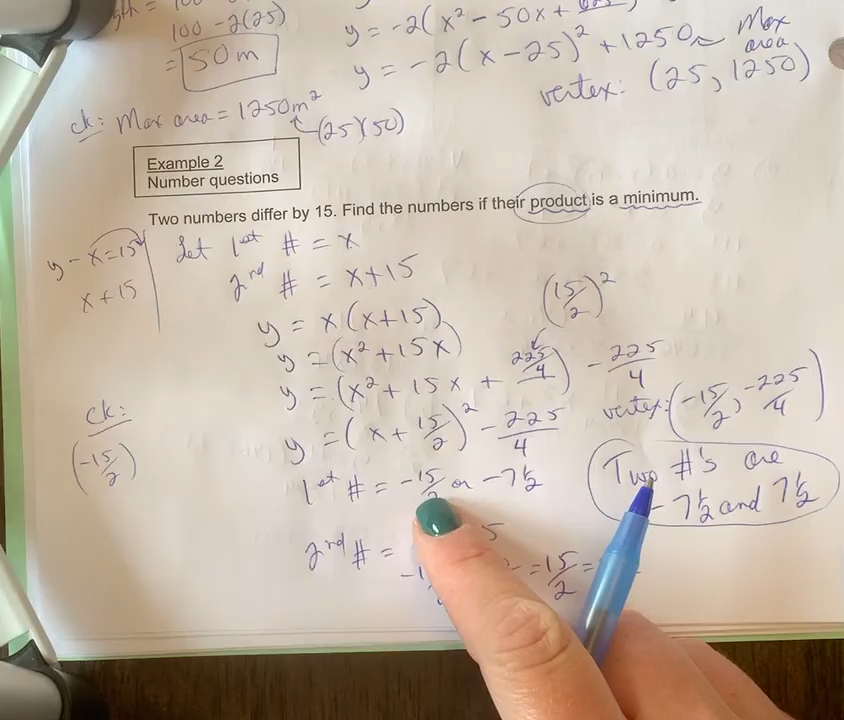 100 - 2(25)
= 50m
y = -2(x² - 50x +
y = -2(x - 25)² + 1250 ~ Max area
vertex: (25, 1250)
ck: Max area = 1250m²
(25)(50)
Example 2
Number questions
Two numbers differ by 15. Find the numbers if their product is a minimum.
y - x = 15
x + 15
Let 1st # = x
2nd # = x + 15
y = x(x + 15)
(15/2)²
y = (x² + 15x)
y = (x² + 15x + 225/4) - 225/4
vertex: (-15/2, -225/4)
y = (x + 15/2)² - 225/4
ck:
(-15/2)
1st # = -15/2 or -7½
Two #'s are
- 7½ and 7½
2nd # =
= 15/2 =